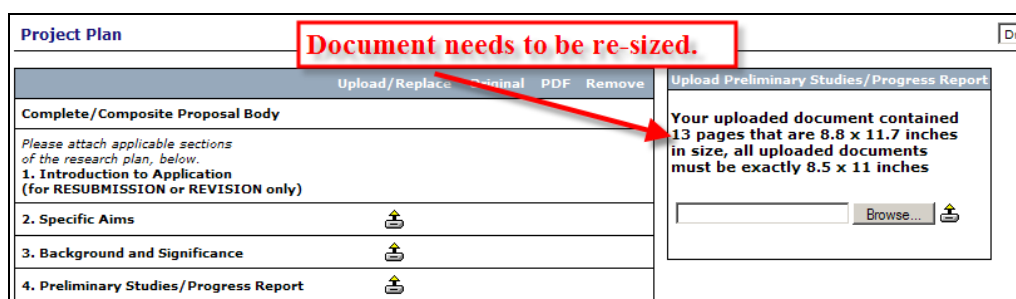 Project Plan
Document needs to be re-sized.
Upload/Replace Original PDF Remove
Complete/Composite Proposal Body
Please attach applicable sections
of the research plan, below.
1. Introduction to Application
(for RESUBMISSION or REVISION only)
2. Specific Aims
3. Background and Significance
4. Preliminary Studies/Progress Report
Upload Preliminary Studies/Progress Report
Your uploaded document contained
13 pages that are 8.8 x 11.7 inches
in size, all uploaded documents
must be exactly 8.5 x 11 inches
Browse...